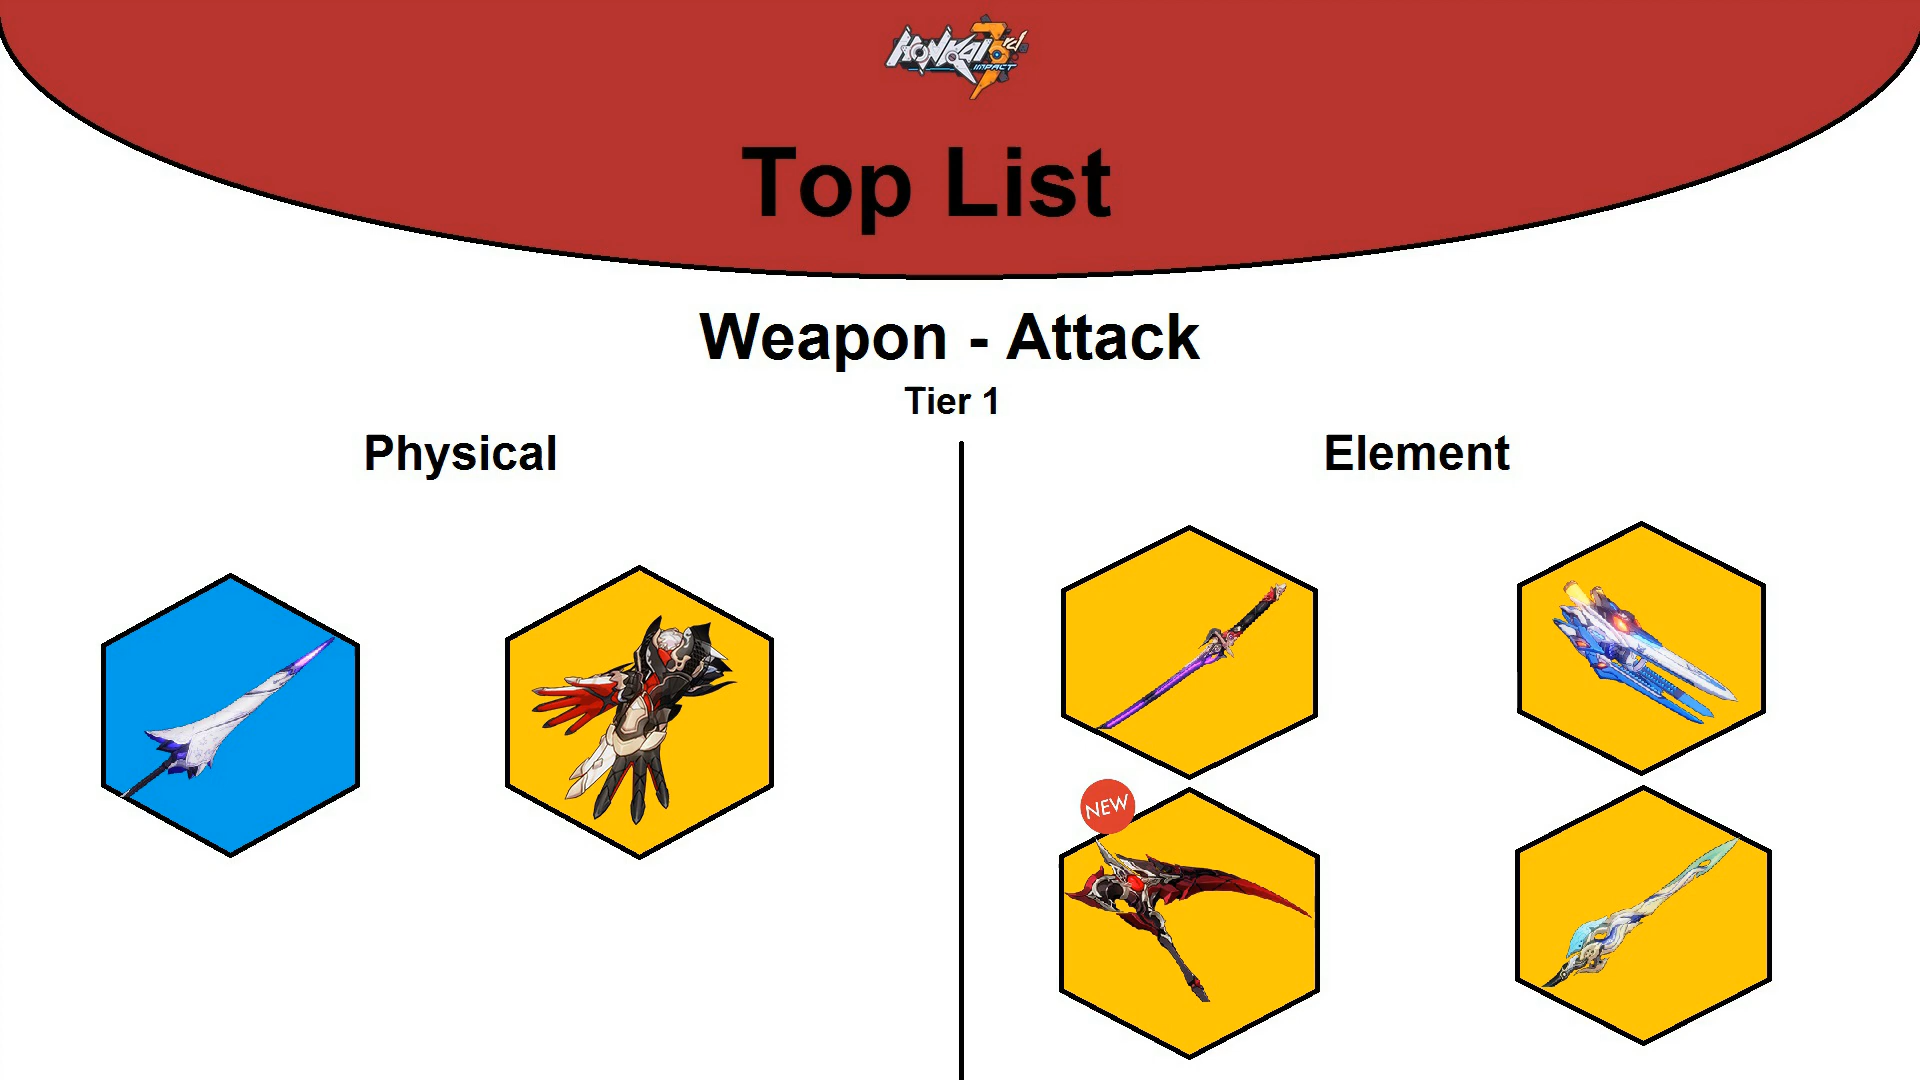 HONKAI 3rd
IMPACT
Top List
Weapon - Attack
Tier 1
Physical
Element
NEW